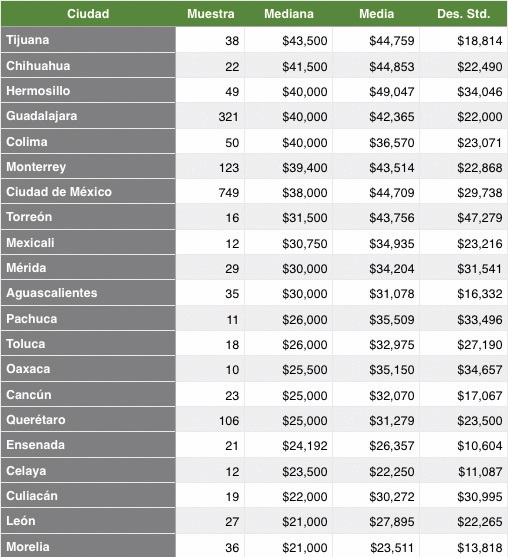 Ciudad Muestra Mediana Media Des. Std.
Tijuana 38 $43,500 $44,759 $18,814
Chihuahua 22 $41,500 $44,853 $22,490
Hermosillo 49 $40,000 $49,047 $34,046
Guadalajara 321 $40,000 $42,365 $22,000
Colima 50 $40,000 $36,570 $23,071
Monterrey 123 $39,400 $43,514 $22,868
Ciudad de México 749 $38,000 $44,709 $29,738
Torreón 16 $31,500 $43,756 $47,279
Mexicali 12 $30,750 $34,935 $23,216
Mérida 29 $30,000 $34,204 $31,541
Aguascalientes 35 $30,000 $31,078 $16,332
Pachuca 11 $26,000 $35,509 $33,496
Toluca 18 $26,000 $32,975 $27,190
Oaxaca 10 $25,500 $35,150 $34,657
Cancún 23 $25,000 $32,070 $17,067
Querétaro 106 $25,000 $31,279 $23,500
Ensenada 21 $24,192 $26,357 $10,604
Celaya 12 $23,500 $22,250 $11,087
Culiacán 19 $22,000 $30,272 $30,995
León 27 $21,000 $27,895 $22,265
Morelia 36 $21,000 $23,511 $13,818